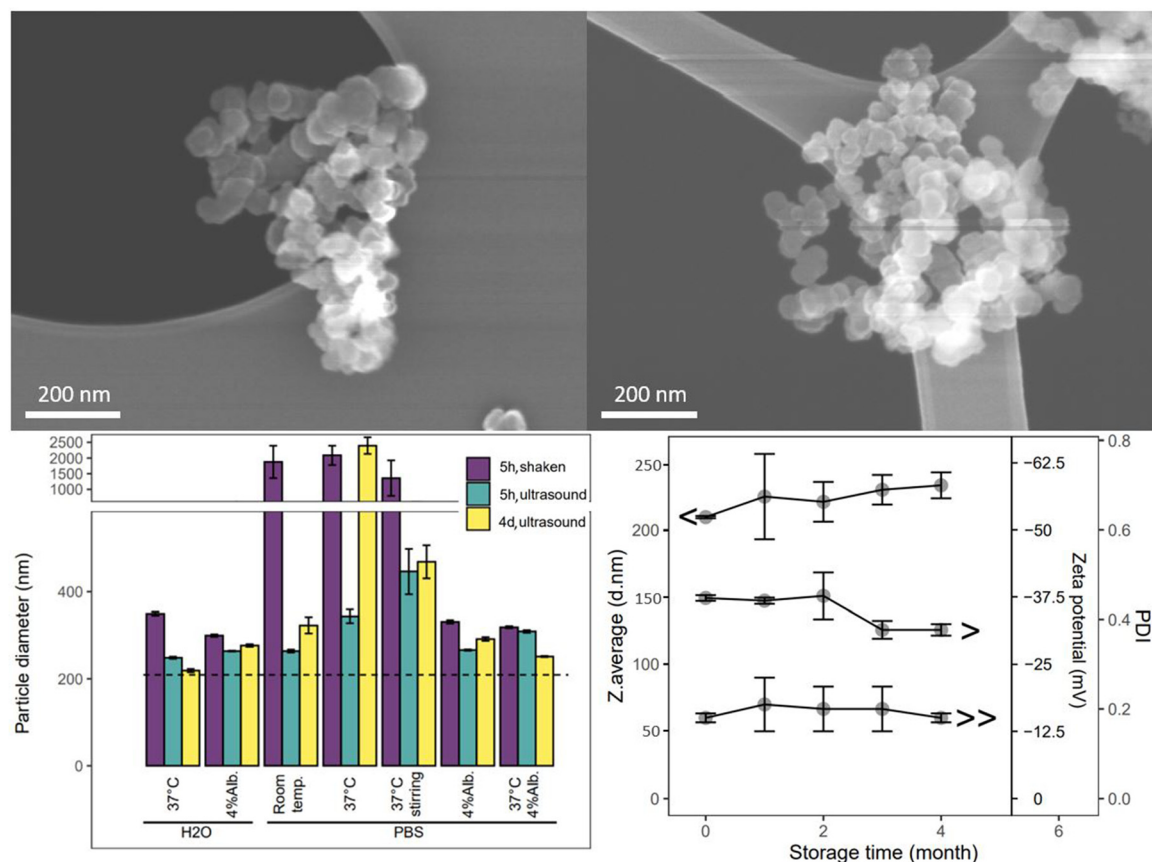 200 nm
200 nm
2500
2000
1500
1000
400
200
0
Particle diameter (nm)
5h,shaken
5h,ultrasound
4d,ultrasound
37°C
4%Alb.
Room
temp.
37°C
37°C
stirring
4%Alb.
37°C
4%Alb.
H2O
PBS
250
200
150
100
50
0
Z.average (d.nm)
<
>
>>
0
2
4
6
Storage time (month)
−62.5
−50
−37.5
−25
−12.5
0
Zeta potential (mV)
0.8
0.6
0.4
0.2
0.0
PDI